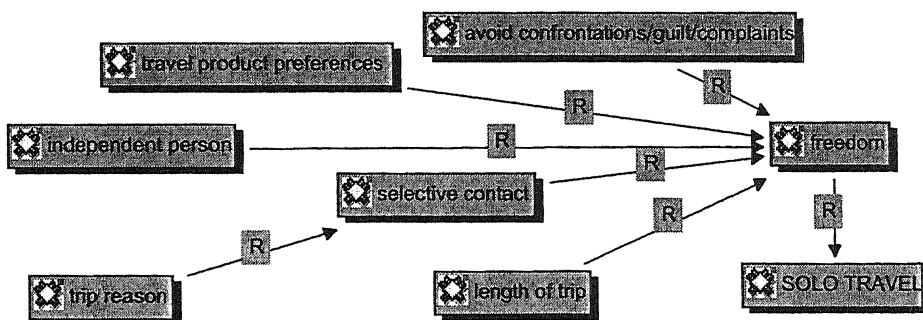 avoid confrontations/guilt/complaints
travel product preferences
R
R
independent person
R
freedom
R
selective contact
R
R
R
trip reason
length of trip
SOLO TRAVEL